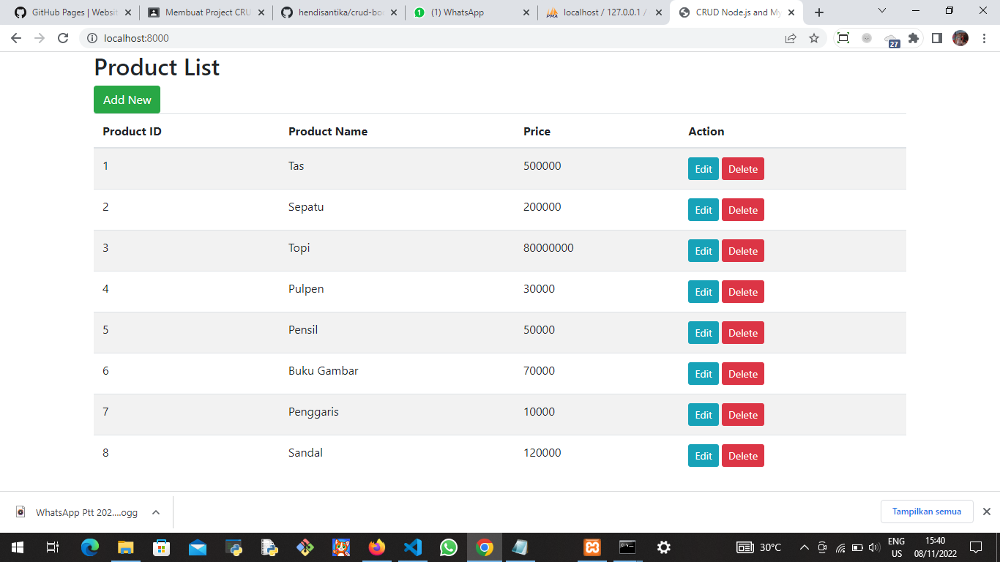 GitHub Pages | Websit
Membuat Project CRU
hendisantika/crud-boo
(1) WhatsApp
localhost / 127.0.0.1 /
CRUD Node.js and My
localhost:8000
27
Product List
Add New
Product ID Product Name Price Action
1 Tas 500000 Edit Delete
2 Sepatu 200000 Edit Delete
3 Topi 80000000 Edit Delete
4 Pulpen 30000 Edit Delete
5 Pensil 50000 Edit Delete
6 Buku Gambar 70000 Edit Delete
7 Penggaris 10000 Edit Delete
8 Sandal 120000 Edit Delete
WhatsApp Ptt 202....ogg
Tampilkan semua
30°C
ENG
US
15:40
08/11/2022